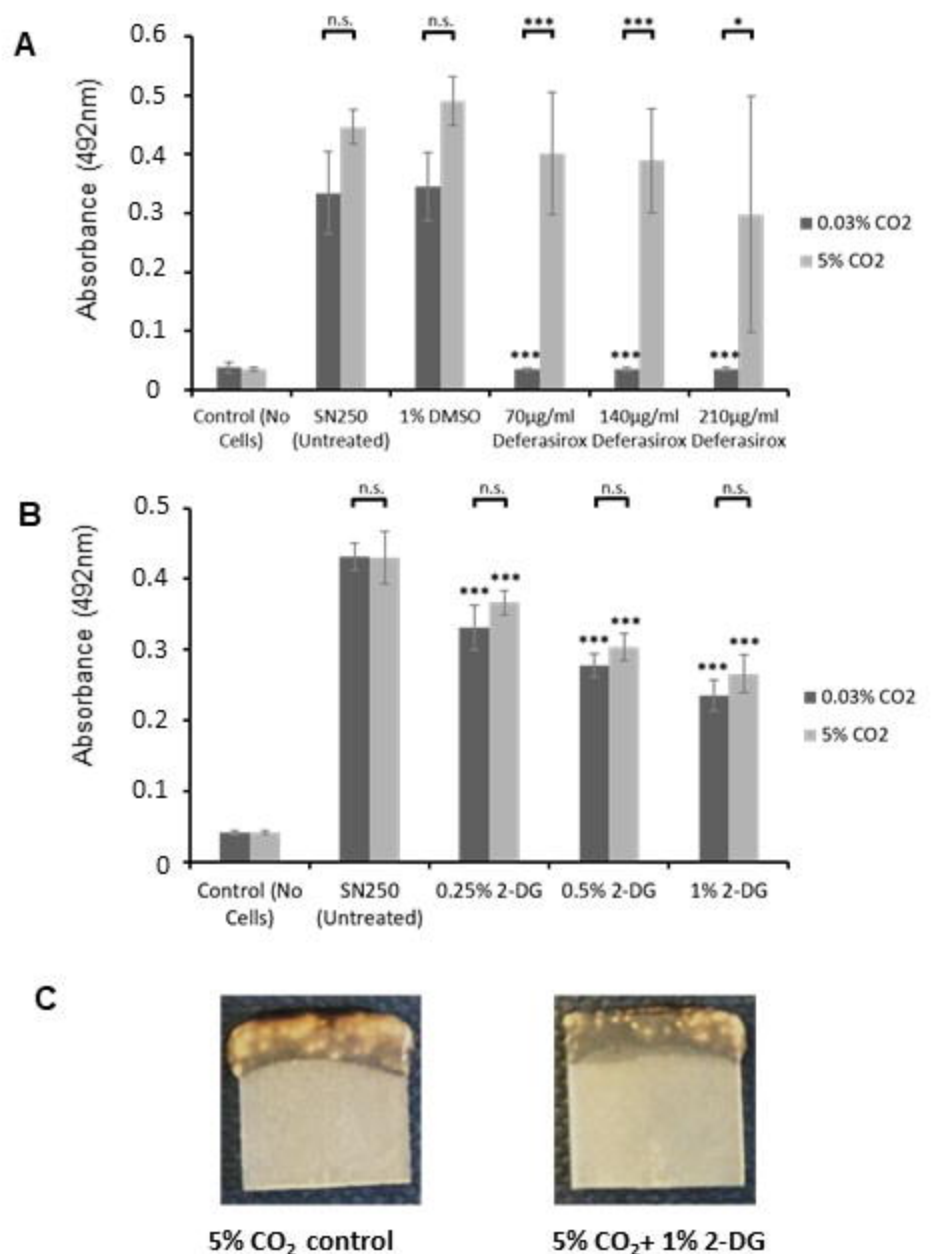 A
0.6
0.5
0.4
0.3
0.2
0.1
0
Absorbance (492nm)
n.s.
n.s.
***
***
*
***
***
***
Control (No Cells)
SN250 (Untreated)
1% DMSO
70µg/ml Deferasirox
140µg/ml Deferasirox
210µg/ml Deferasirox
0.03% CO2
5% CO2
B
0.5
0.4
0.3
0.2
0.1
0
Absorbance (492nm)
n.s.
n.s.
n.s.
n.s.
***
***
***
***
***
***
Control (No Cells)
SN250 (Untreated)
0.25% 2-DG
0.5% 2-DG
1% 2-DG
0.03% CO2
5% CO2
C
5% CO₂ control
5% CO₂+ 1% 2-DG